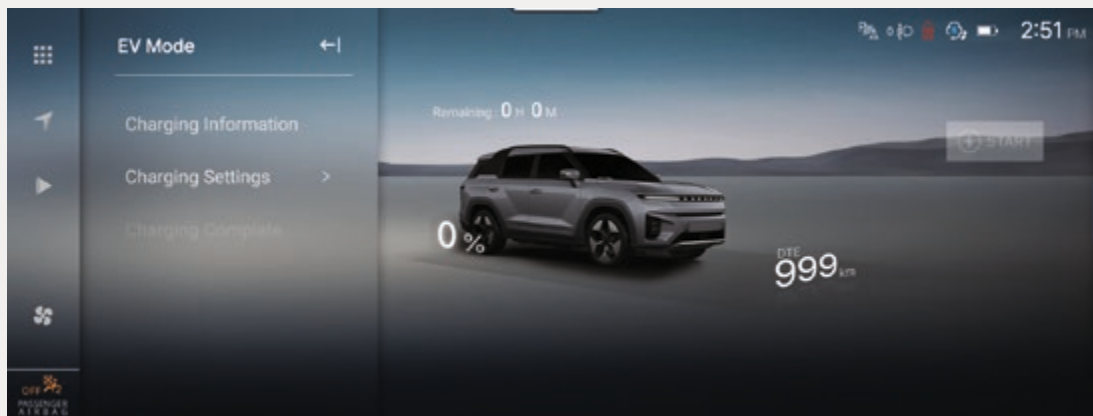 EV Mode
2:51 PM
Charging Information
Charging Settings >
Charging Complete
Remaining : 0 H 0 M
START
0 %
DTE
999 km
OFF
PASSENGER
AIRBAG